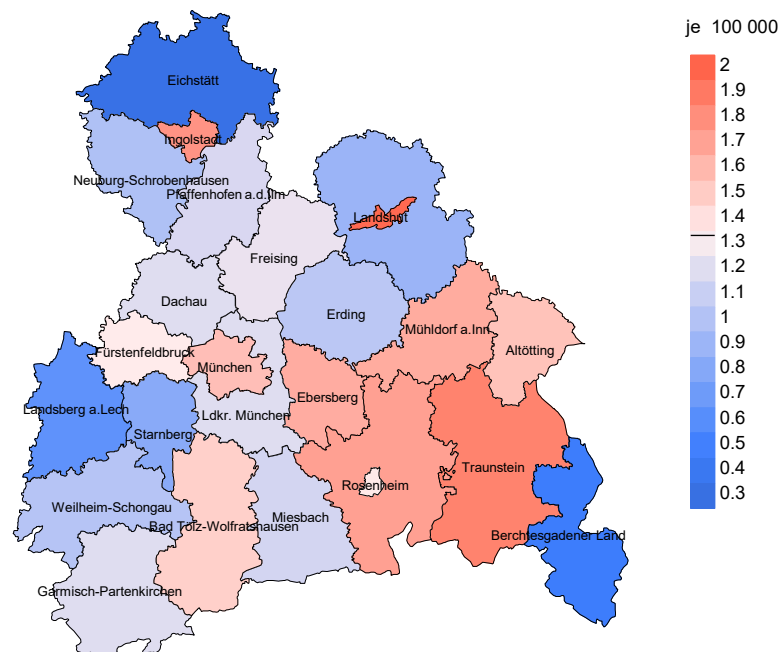 je 100 000
2
1.9
1.8
1.7
1.6
1.5
1.4
1.3
1.2
1.1
1
0.9
0.8
0.7
0.6
0.5
0.4
0.3
Eichstätt
Ingolstadt
Neuburg-Schrobenhausen
Pfaffenhofen a.d.Ilm
Landshut
Freising
Dachau
Erding
Mühldorf a.Inn
Altötting
Fürstenfeldbruck
München
Ebersberg
Landsberg a.Lech
Ldkr. München
Starnberg
Traunstein
Rosenheim
Weilheim-Schongau
Bad Tölz-Wolfratshausen
Miesbach
Berchtesgadener Land
Garmisch-Partenkirchen